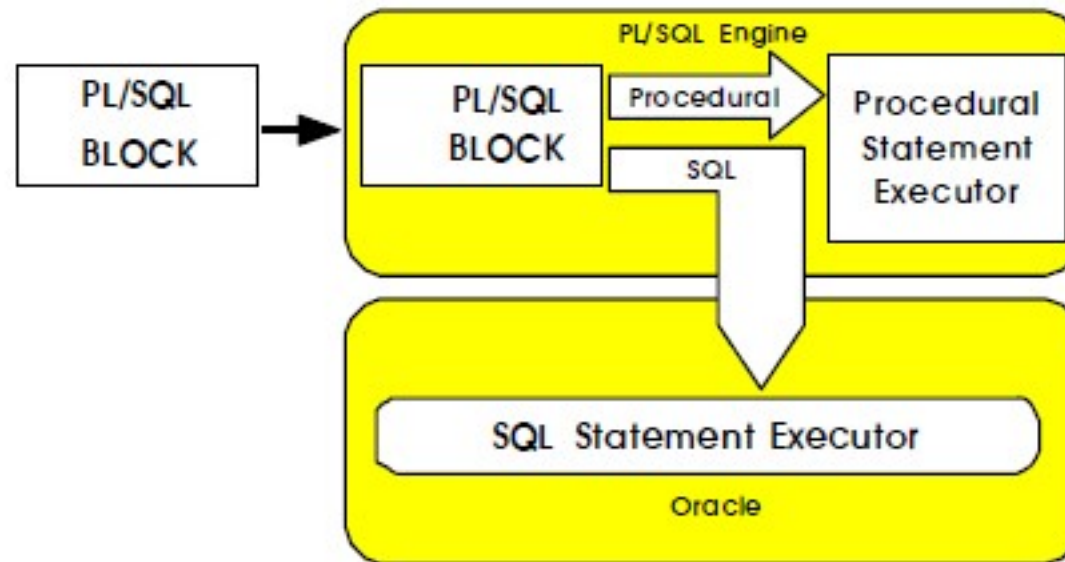 PL/SQL
BLOCK
PL/SQL Engine
PL/SQL
BLOCK
Procedural
SQL
Procedural
Statement
Executor
SQL Statement Executor
Oracle